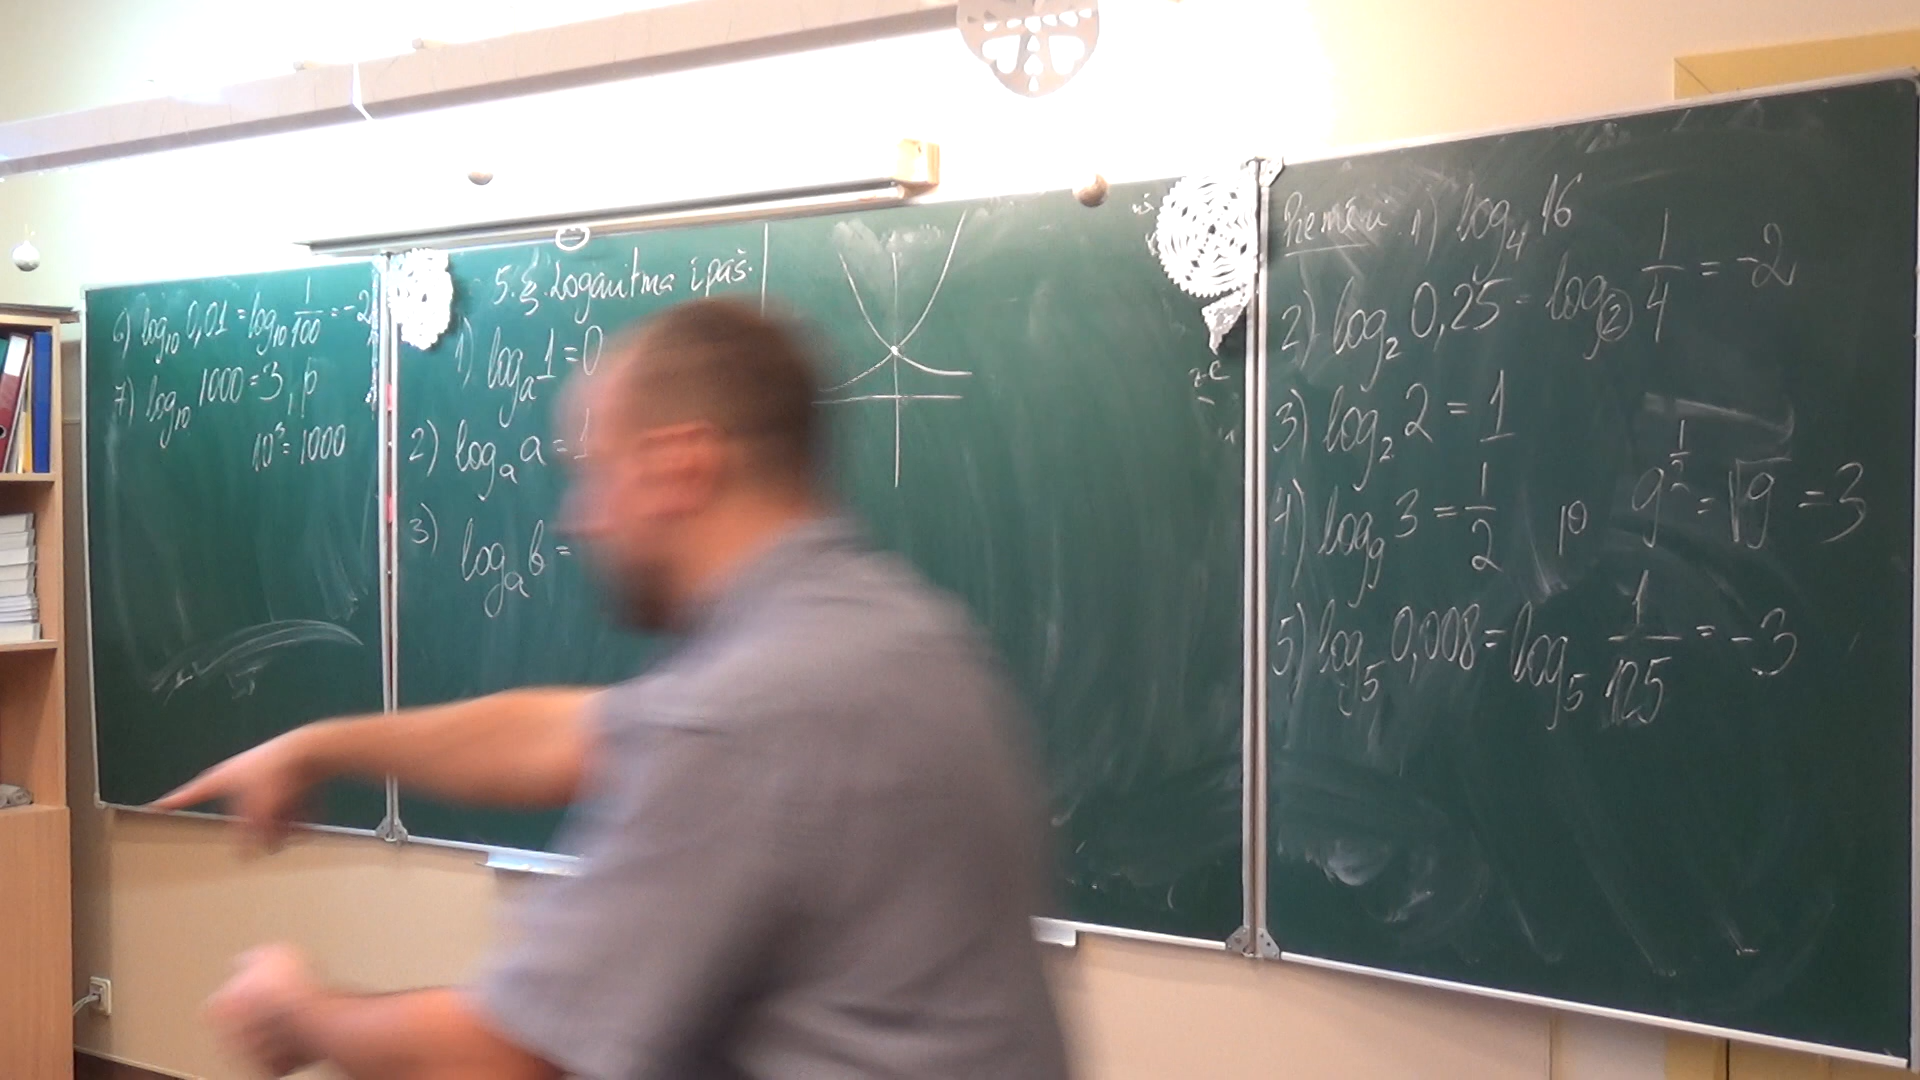 6) log₁₀ 0,01 = log₁₀ 1/100 = -2
7) log₁₀ 1000 = 3, jo
10³ = 1000
5.§. Logaritma īpaš.
1) logₐ 1 = 0
2) logₐ a = 1
3) logₐ b =
Piemēri 1) log₄ 16
2) log₂ 0,25 = log₂ 1/4 = -2
3) log₂ 2 = 1
4) log₉ 3 = 1/2 jo 9^(1/2) = √9 = 3
5) log₅ 0,008 = log₅ 1/125 = -3